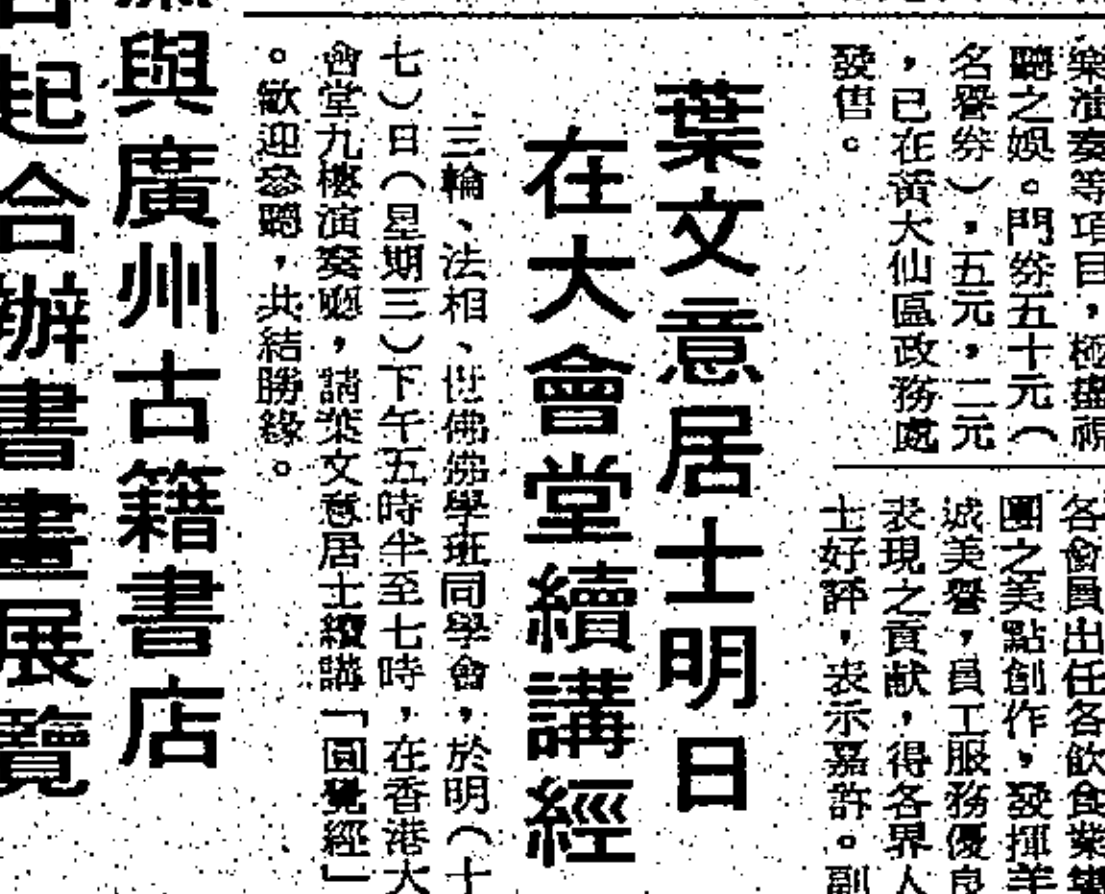 樂演奏等項目，極盡視
聽之娛。門券五十元（
名譽券），五元，二元
，已在黃大仙區政務處
發售。
各會員出任各飲食業
團之美點創作，發揮
誠美譽，員工服務優良
表現之貢献，得各界人
士好評，表示嘉許。副
葉文意居士明日
在大會堂續講經
三輪、法相、世佛佛學班同學會，於明（十
七）日（星期三）下午五時半至七時，在香港大
會堂九樓演奏廳，請葉文意居士續講「圓覺經」
。歡迎參聽，共結勝緣。
與廣州古籍書店
起合辦書畫展覽